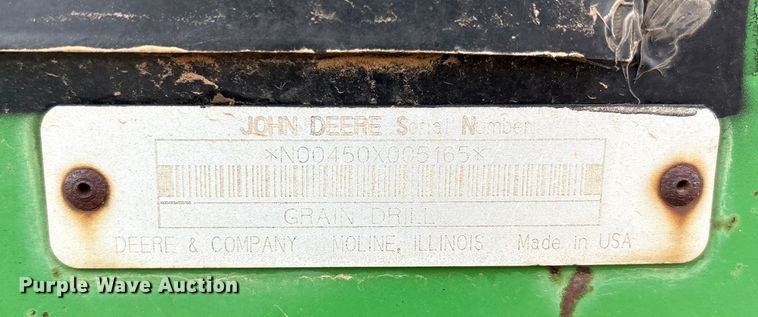 JOHN DEERE Serial Number
*N00450X005165*
GRAIN DRILL
DEERE & COMPANY MOLINE, ILLINOIS Made in USA
Purple Wave Auction